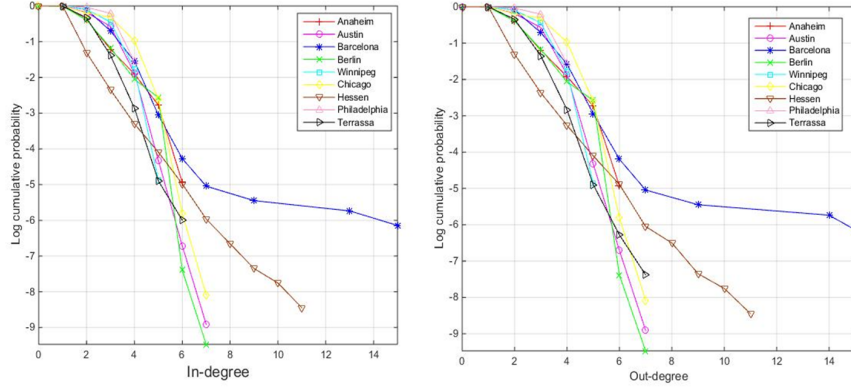 0
-1
-2
-3
-4
-5
-6
-7
-8
-9
Log cumulative probability
0 2 4 6 8 10 12 14
In-degree
Anaheim
Austin
Barcelona
Berlin
Winnipeg
Chicago
Hessen
Philadelphia
Terrassa
0
-1
-2
-3
-4
-5
-6
-7
-8
-9
Log cumulative probability
0 2 4 6 8 10 12 14
Out-degree
Anaheim
Austin
Barcelona
Berlin
Winnipeg
Chicago
Hessen
Philadelphia
Terrassa